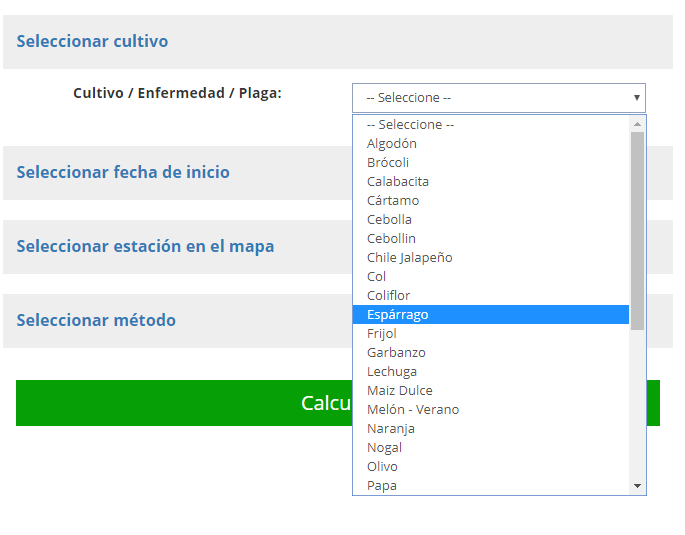 Seleccionar cultivo
Cultivo / Enfermedad / Plaga:
-- Seleccione --
-- Seleccione --
Algodón
Brócoli
Calabacita
Cártamo
Cebolla
Cebollin
Chile Jalapeño
Col
Coliflor
Espárrago
Frijol
Garbanzo
Lechuga
Maiz Dulce
Melón - Verano
Naranja
Nogal
Olivo
Papa
Seleccionar fecha de inicio
Seleccionar estación en el mapa
Seleccionar método
Calcu